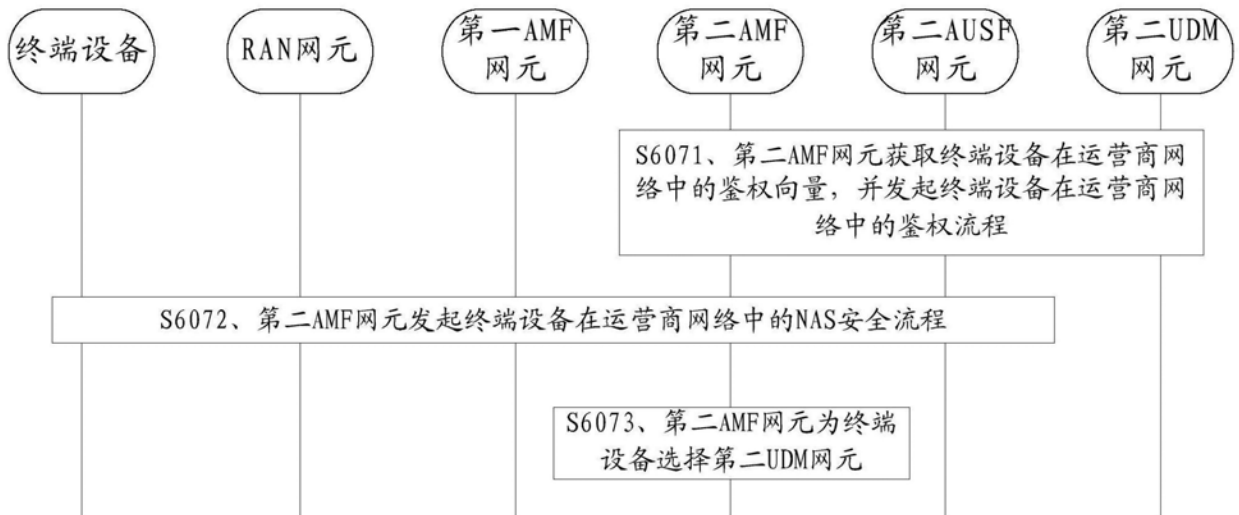 终端设备
RAN网元
第一AMF
网元
第二AMF
网元
第二AUSF
网元
第二UDM
网元
S6071、第二AMF网元获取终端设备在运营商网
络中的鉴权向量，并发起终端设备在运营商网
络中的鉴权流程
S6072、第二AMF网元发起终端设备在运营商网络中的NAS安全流程
S6073、第二AMF网元为终端
设备选择第二UDM网元